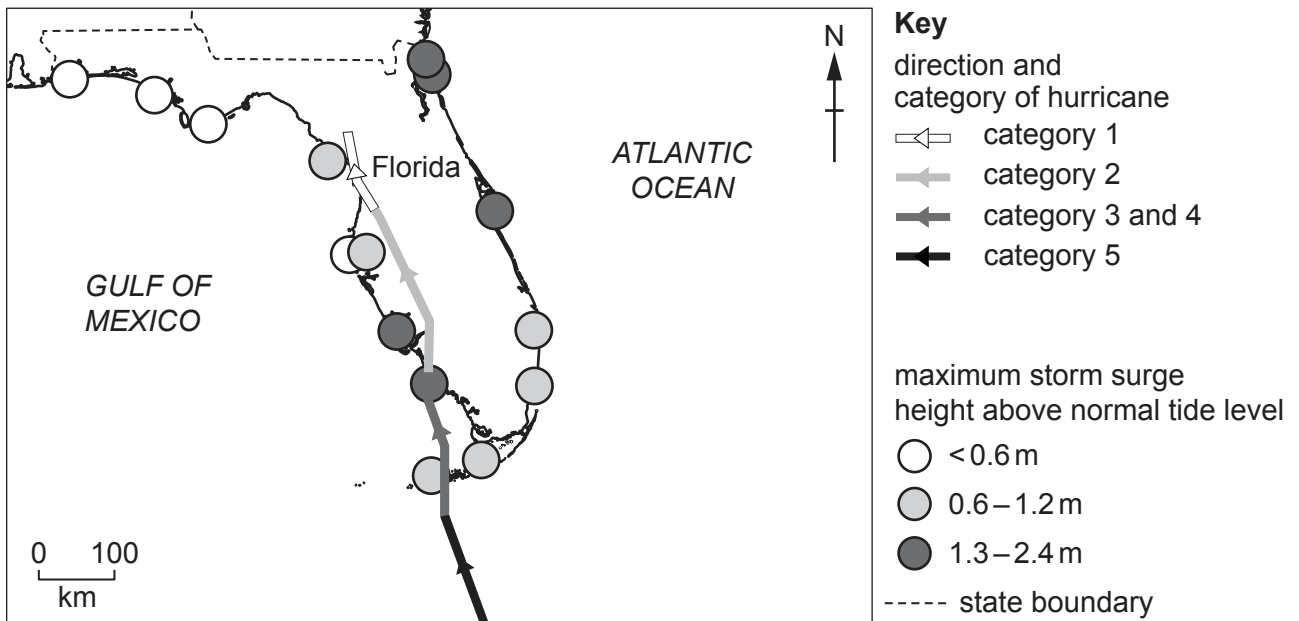 N
Florida
ATLANTIC
OCEAN
GULF OF
MEXICO
0 100
km
Key
direction and
category of hurricane
category 1
category 2
category 3 and 4
category 5
maximum storm surge
height above normal tide level
< 0.6 m
0.6 – 1.2 m
1.3 – 2.4 m
state boundary